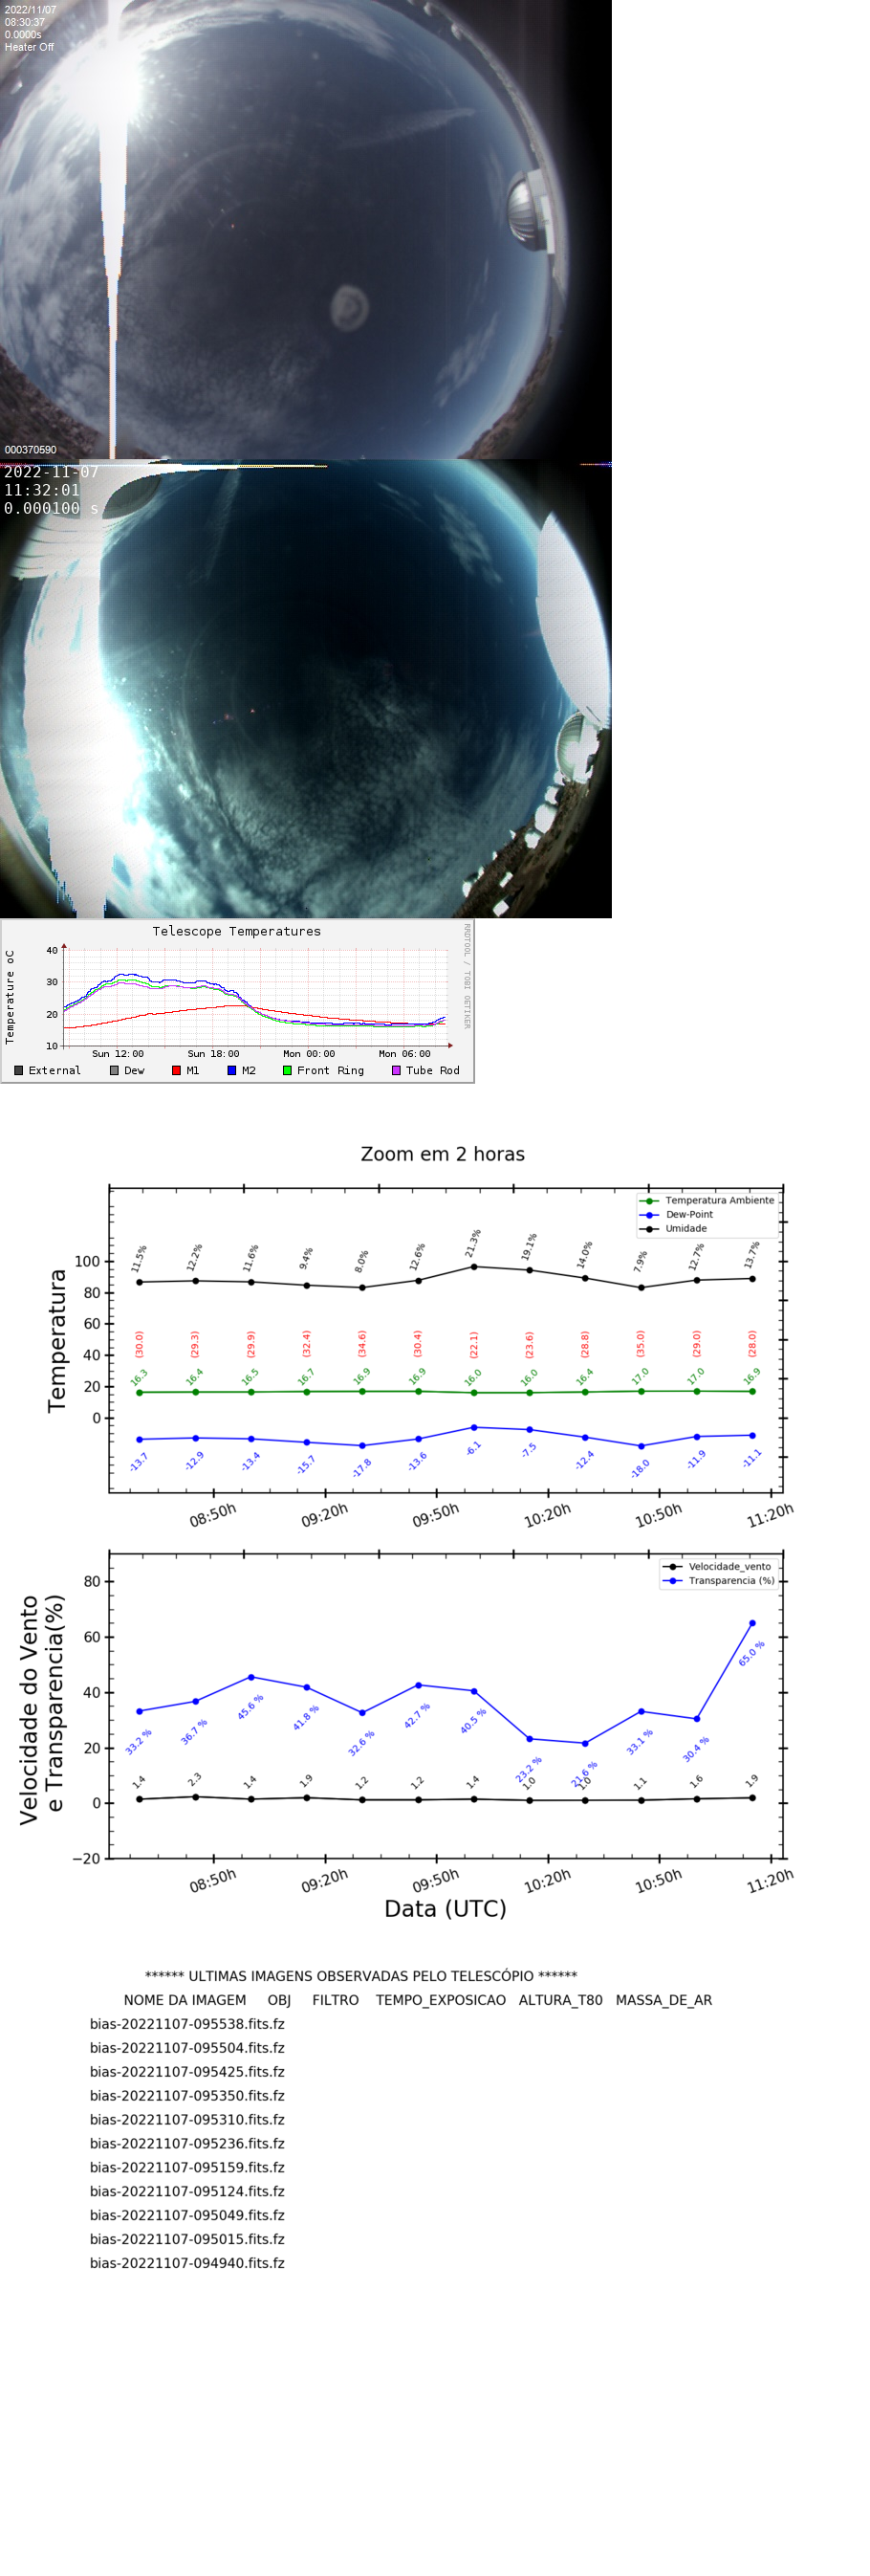 2022/11/07
08:30:37
0.0000s
Heater Off
000370590
2022-11-07
11:32:01
0.000100 s
Telescope Temperatures
RRDTOOL / TOBI OETIKER
Temperature oC
40
30
20
10
Sun 12:00 Sun 18:00 Mon 00:00 Mon 06:00
External Dew M1 M2 Front Ring Tube Rod
Zoom em 2 horas
Temperatura Ambiente
Dew-Point
Umidade
Temperatura
100
80
60
40
20
0
11.5% 12.2% 11.6% 9.4% 8.0% 12.6% 21.3% 19.1% 14.0% 7.9% 12.7% 13.7%
(30.0) (29.3) (29.9) (32.4) (34.6) (30.4) (22.1) (23.6) (28.8) (35.0) (29.0) (28.0)
16.3 16.4 16.5 16.7 16.9 16.9 16.0 16.0 16.4 17.0 17.0 16.9
-13.7 -12.9 -13.4 -15.7 -17.8 -13.6 -6.1 -7.5 -12.4 -18.0 -11.9 -11.1
08:50h 09:20h 09:50h 10:20h 10:50h 11:20h
Velocidade_vento
Transparencia (%)
Velocidade do Vento
e Transparencia(%)
80
60
40
20
0
−20
33.2 % 36.7 % 45.6 % 41.8 % 32.6 % 42.7 % 40.5 % 23.2 % 21.6 % 33.1 % 30.4 % 65.0 %
1.4 2.3 1.4 1.9 1.2 1.2 1.4 1.0 1.0 1.1 1.6 1.9
08:50h 09:20h 09:50h 10:20h 10:50h 11:20h
Data (UTC)
****** ULTIMAS IMAGENS OBSERVADAS PELO TELESCÓPIO ******
NOME DA IMAGEM OBJ FILTRO TEMPO_EXPOSICAO ALTURA_T80 MASSA_DE_AR
bias-20221107-095538.fits.fz
bias-20221107-095504.fits.fz
bias-20221107-095425.fits.fz
bias-20221107-095350.fits.fz
bias-20221107-095310.fits.fz
bias-20221107-095236.fits.fz
bias-20221107-095159.fits.fz
bias-20221107-095124.fits.fz
bias-20221107-095049.fits.fz
bias-20221107-095015.fits.fz
bias-20221107-094940.fits.fz